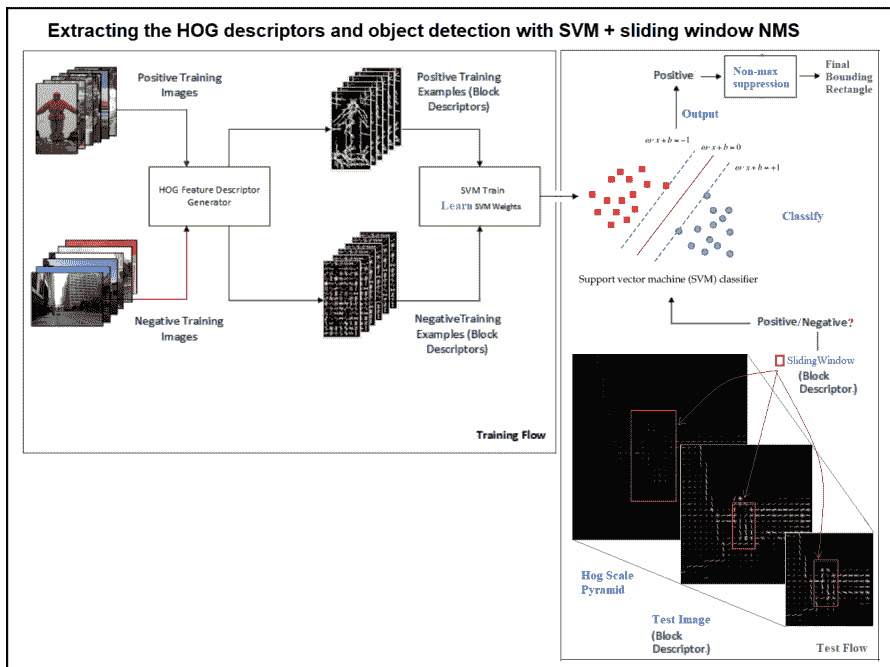 Extracting the HOG descriptors and object detection with SVM + sliding window NMS
Positive Training
Images
Positive Training
Examples (Block
Descriptors)
HOG Feature Descriptor
Generator
SVM Train
Learn SVM Weights
Negative Training
Images
NegativeTraining
Examples (Block
Descriptors)
Training Flow
Positive
Non-max
suppression
Final
Bounding
Rectangle
Output
ωr x + b = −1
ωr x + b = 0
ωr x + b = +1
Classify
Support vector machine (SVM) classifier
Positive/Negative?
SlidingWindow
(Block
Descriptor.)
Hog Scale
Pyramid
Test Image
(Block
Descriptor.)
Test Flow